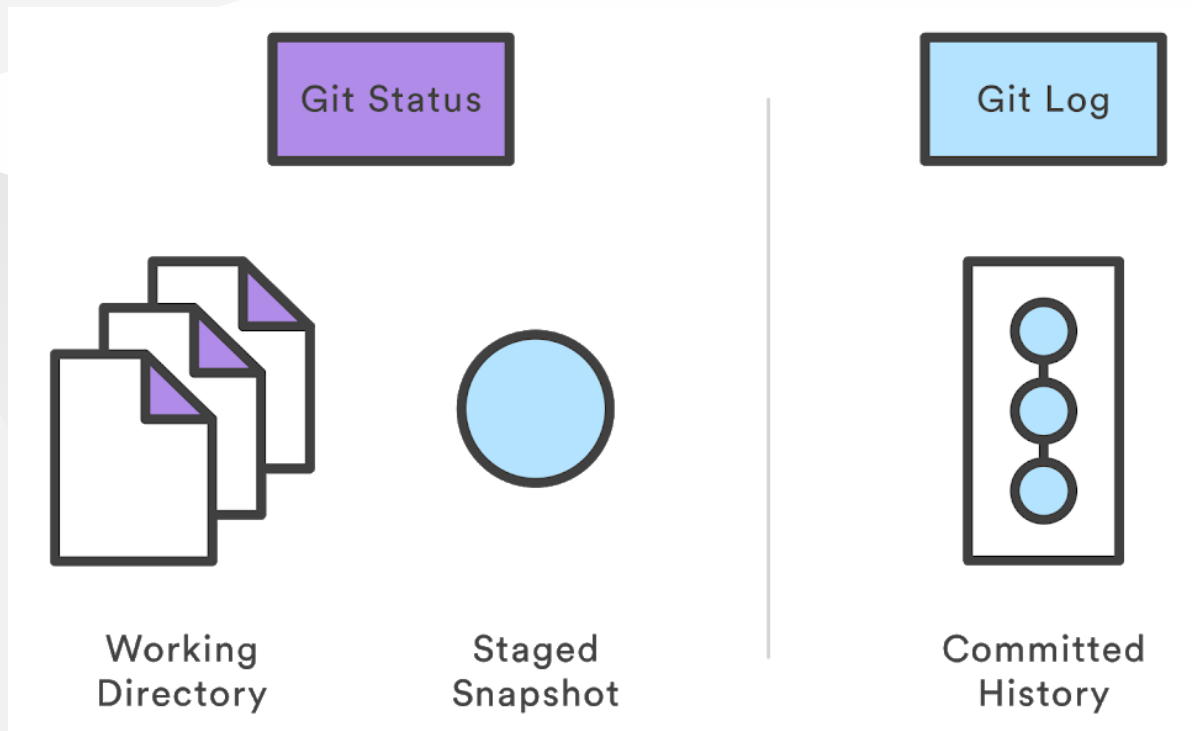 Git Status
Git Log
Working
Directory
Staged
Snapshot
Committed
History